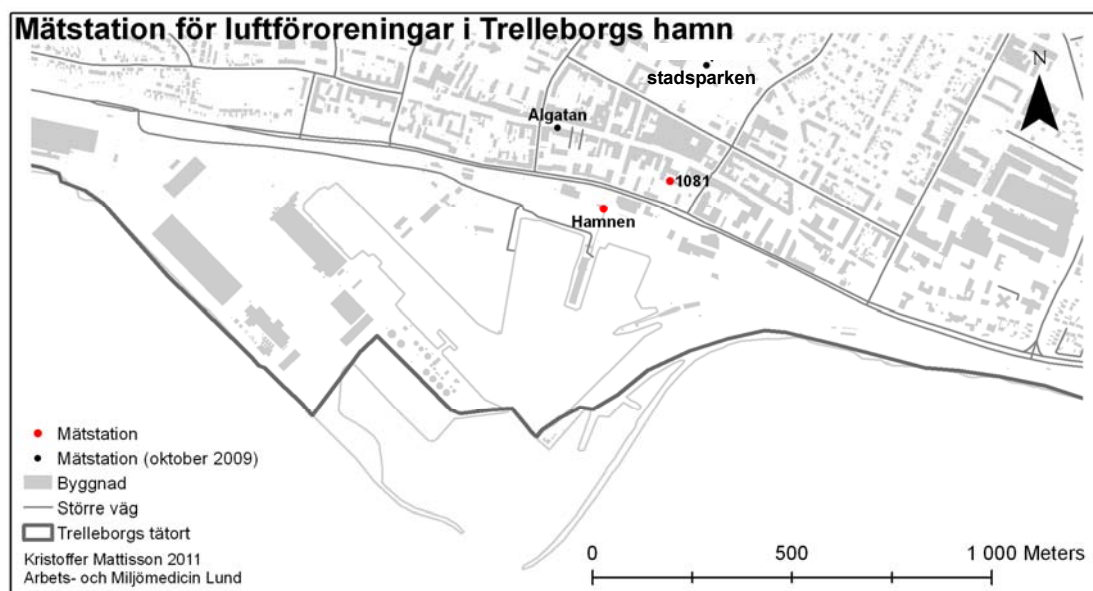 Mätstation för luftföroreningar i Trelleborgs hamn
N
stadsparken
Algatan
1081
Hamnen
Mätstation
Mätstation (oktober 2009)
Byggnad
Större väg
Trelleborgs tätort
Kristoffer Mattisson 2011
Arbets- och Miljömedicin Lund
0 500 1 000 Meters